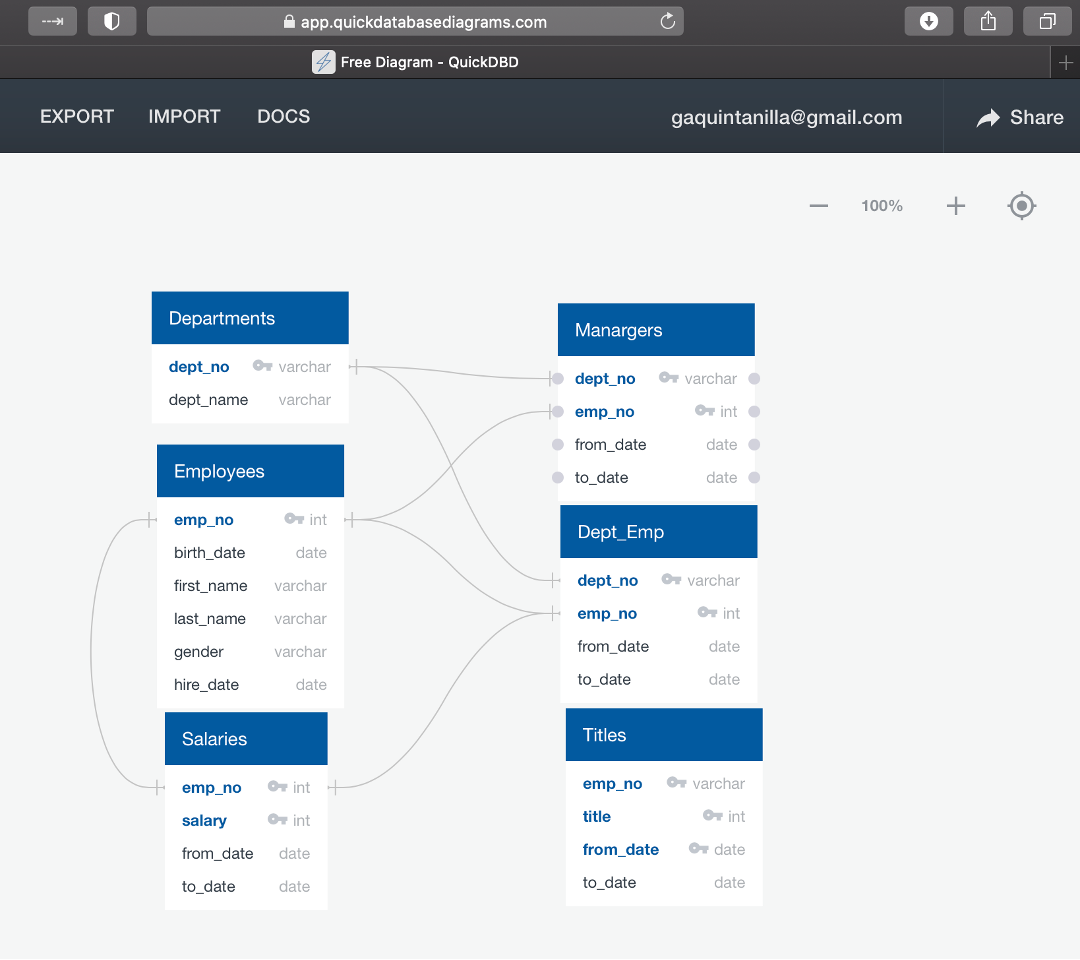 app.quickdatabasediagrams.com
Free Diagram - QuickDBD
EXPORT IMPORT DOCS gaquintanilla@gmail.com Share
100%
Departments
dept_no varchar
dept_name varchar
Employees
emp_no int
birth_date date
first_name varchar
last_name varchar
gender varchar
hire_date date
Salaries
emp_no int
salary int
from_date date
to_date date
Manargers
dept_no varchar
emp_no int
from_date date
to_date date
Dept_Emp
dept_no varchar
emp_no int
from_date date
to_date date
Titles
emp_no varchar
title int
from_date date
to_date date